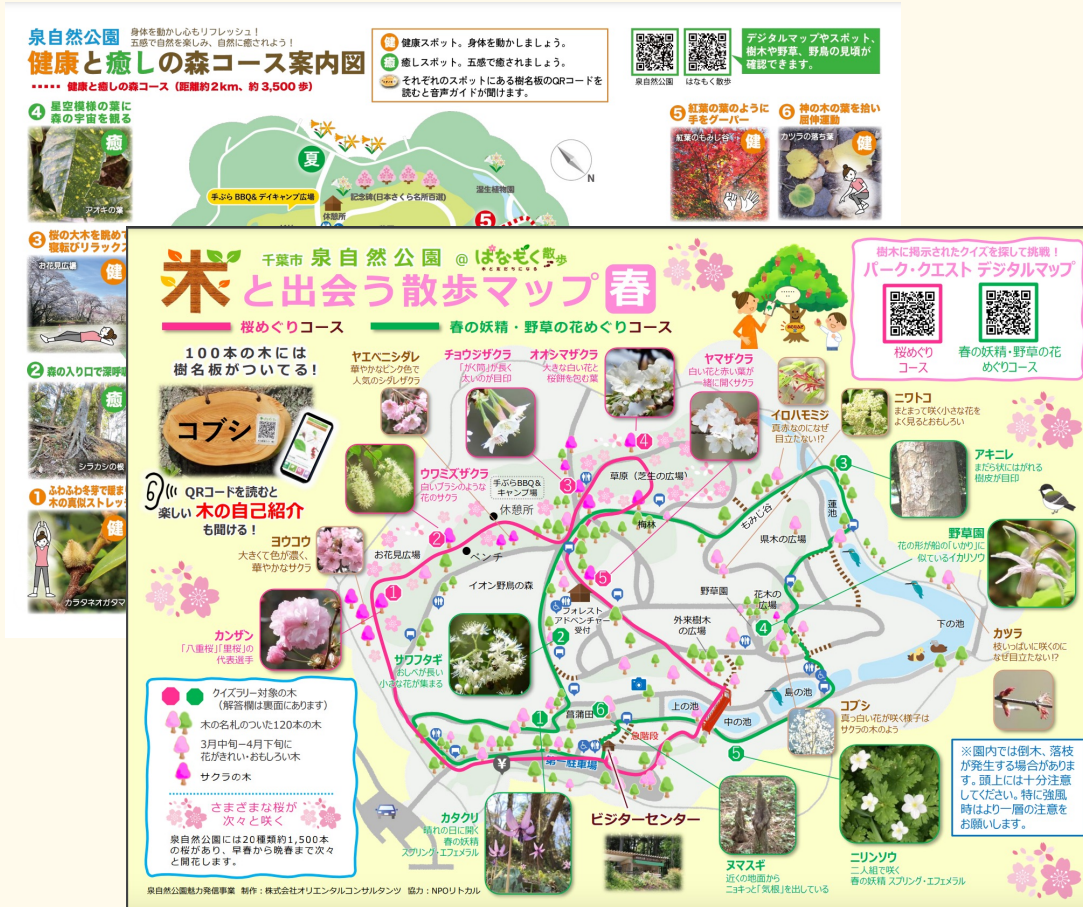 泉自然公園
身体を動かし心もリフレッシュ！
五感で自然を楽しみ、自然に癒されよう！
健康と癒しの森コース案内図
健康と癒しの森コース（距離約2km、約3,500歩）
健 健康スポット。身体を動かしましょう。
癒 癒しスポット。五感で癒されましょう。
それぞれのスポットにある樹名板のQRコードを
読むと音声ガイドが聞けます。
泉自然公園
はなもく散歩
デジタルマップやスポット、
樹木や野草、野鳥の見頃が
確認できます。
4 星空模様の葉に
森の宇宙を観る
癒
アオキの葉
夏
手ぶらBBQ& デイキャンプ広場
休憩所
記念碑(日本さくら名所百選)
湿生植物園
N
5
5 紅葉の葉のように
手をグーパー
紅葉のもみじ谷
健
6 神の木の葉を拾い
屈伸運動
カツラの落ち葉
健
3 桜の大木を眺めて
寝転びリラックス
お花見広場
健
2 森の入り口で深呼
癒
シラカシの根
1 ふわふわ冬芽で暖ま
木の真似ストレッチ
健
カラタネオガタマ
千葉市 泉自然公園 @ はなもく散歩
木と友だちになる
木と出会う散歩マップ 春
桜めぐりコース
春の妖精・野草の花めぐりコース
樹木に掲示されたクイズを探して挑戦！
パーク・クエスト デジタルマップ
桜めぐり
コース
春の妖精・野草の花
めぐりコース
100本の木には
樹名板がついてる！
コブシ
QRコードを読むと
楽しい 木の自己紹介
も聞ける！
ヤエベニシダレ
華やかなピンク色で
人気のシダレザクラ
チョウジザクラ
「がく筒」が長く
太いのが目印
オオシマザクラ
大きな白い花と
桜餅を包む葉
ヤマザクラ
白い花と赤い葉が
一緒に開くサクラ
イロハモミジ
真赤なのになぜ
目立たない!?
ニワトコ
まとまって咲く小さな花を
よく見るとおもしろい
アキニレ
まだら状にはがれる
樹皮が目印
ウワミズザクラ
白いブラシのような
花のサクラ
野草園
花の形が船の「いかり」に
似ているイカリソウ
ヨウコウ
大きくて色が濃く、
華やかなサクラ
カンザン
「八重桜」「里桜」の
代表選手
サワフタギ
おしべが長い
小さな花が集まる
カツラ
枝いっぱいに咲くのに
なぜ目立たない!?
コブシ
真っ白い花が咲く様子は
サクラの木のよう
カタクリ
晴れの日に開く
春の妖精
スプリング・エフェメラル
ヌマスギ
近くの地面から
ニョキっと「気根」を出している
ニリンソウ
二人組で咲く
春の妖精 スプリング・エフェメラル
手ぶらBBQ&
キャンプ場
休憩所
ベンチ
お花見広場
イオン野鳥の森
草原（芝生の広場）
梅林
もみじ谷
蓮池
県木の広場
野草園
花木の
広場
外来樹木
の広場
フォレスト
アドベンチャー
受付
下の池
島の池
上の池
中の池
菖蒲田
急階段
第一駐車場
ビジターセンター
1
2
3
4
5
1
2
3
4
5
6
クイズラリー対象の木
（解答欄は裏面にあります）
木の名札のついた120本の木
3月中旬−4月下旬に
花がきれい・おもしろい木
サクラの木
さまざまな桜が
次々と咲く
泉自然公園には20種類約1,500本
の桜があり、早春から晩春まで次々
と開花します。
※園内では倒木、落枝
が発生する場合がありま
す。頭上には十分注意
してください。特に強風
時はより一層の注意を
お願いします。
泉自然公園魅力発信事業 制作：株式会社オリエンタルコンサルタンツ 協力：NPOリトカル